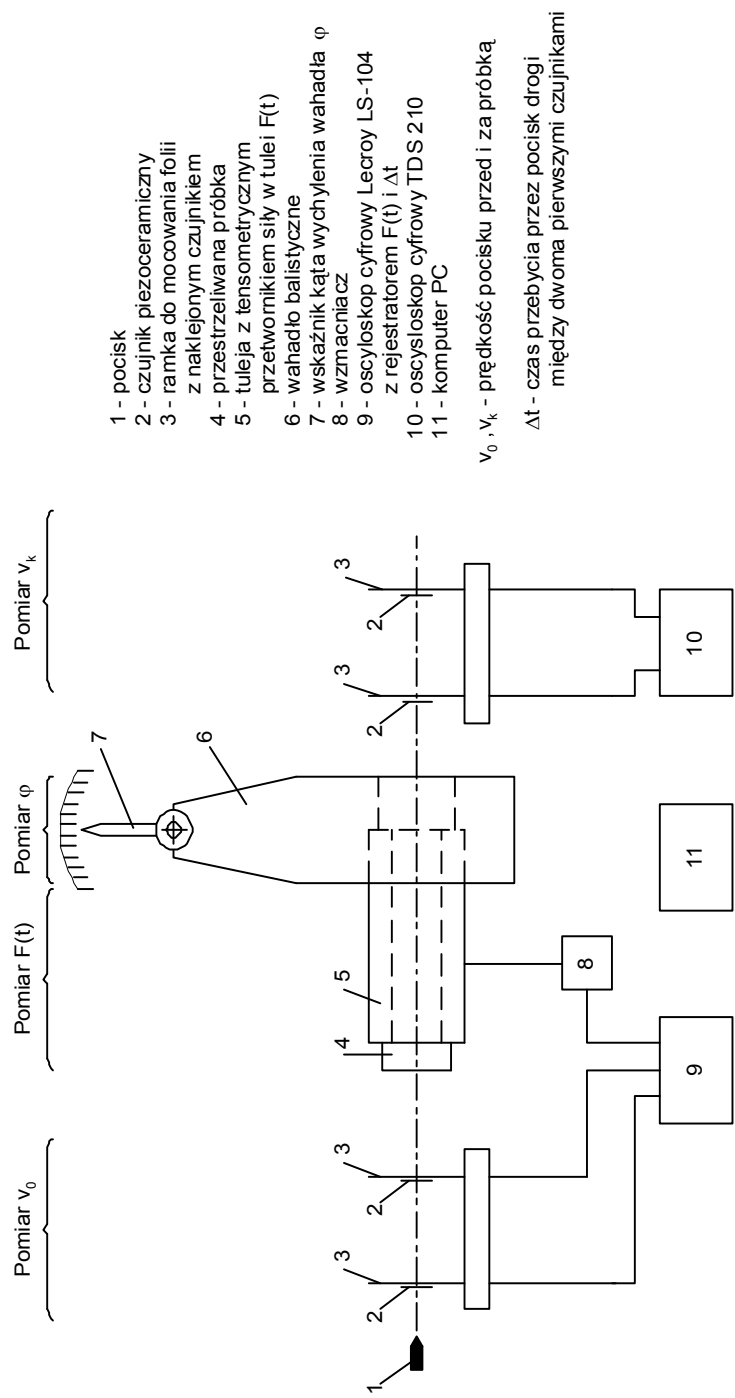 Pomiar v0
Pomiar F(t)
Pomiar φ
Pomiar vk
7
6
1
2
3
2
3
4
5
2
3
2
3
8
9
11
10
1 - pocisk
2 - czujnik piezoceramiczny
3 - ramka do mocowania folii
z naklejonym czujnikiem
4 - przestrzeliwana próbka
5 - tuleja z tensometrycznym
przetwornikiem siły w tulei F(t)
6 - wahadło balistyczne
7 - wskaźnik kąta wychylenia wahadła φ
8 - wzmacniacz
9 - oscyloskop cyfrowy Lecroy LS-104
z rejestratorem F(t) i Δt
10 - oscysloskop cyfrowy TDS 210
11 - komputer PC
v0 , vk - prędkość pocisku przed i za próbką
Δt - czas przebycia przez pocisk drogi
między dwoma pierwszymi czujnikami